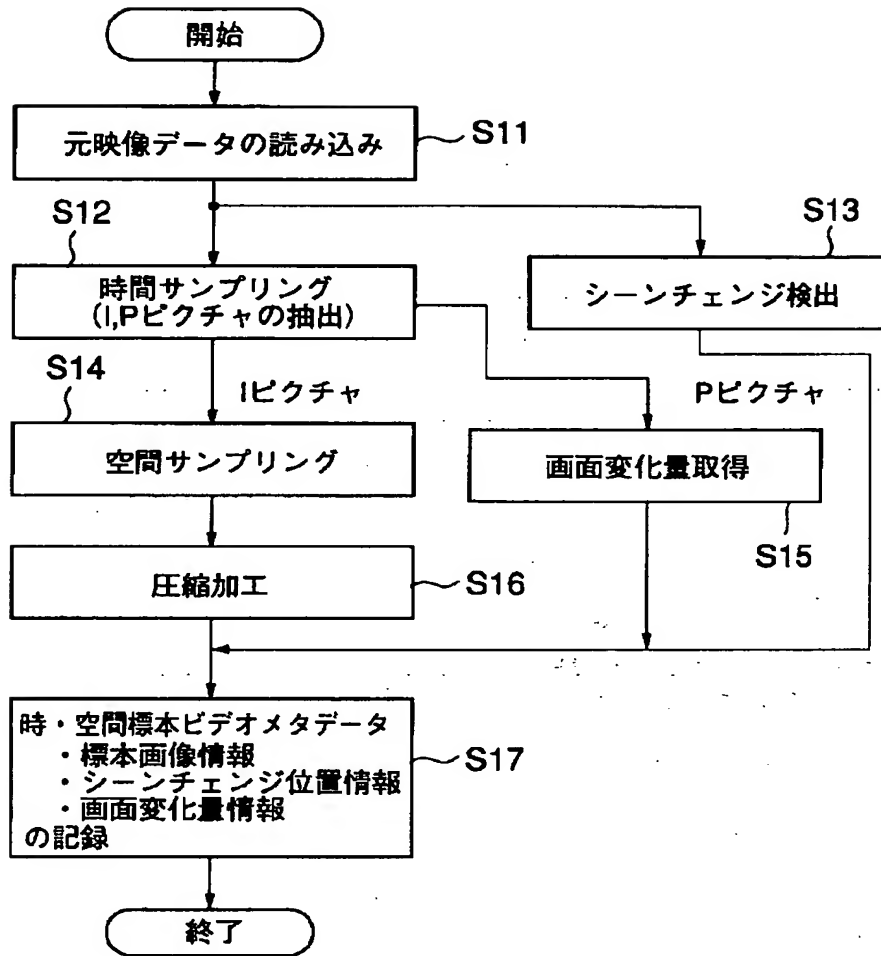 開始
元映像データの読み込み
S11
S12
時間サンプリング
(I,Pピクチャの抽出)
S13
シーンチェンジ検出
S14
Iピクチャ
Pピクチャ
空間サンプリング
画面変化量取得
S15
圧縮加工
S16
時・空間標本ビデオメタデータ
・標本画像情報
・シーンチェンジ位置情報
・画面変化量情報
の記録
S17
終了